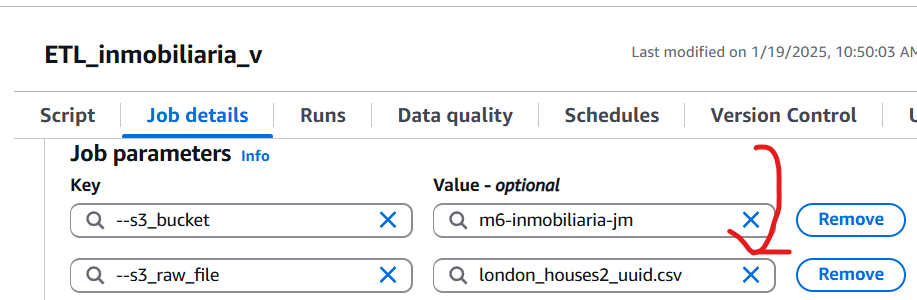 ETL_inmobiliaria_v
Last modified on 1/19/2025, 10:50:03 AM
Script Job details Runs Data quality Schedules Version Control
Job parameters Info
Key Value - optional
--s3_bucket m6-inmobiliaria-jm Remove
--s3_raw_file london_houses2_uuid.csv Remove